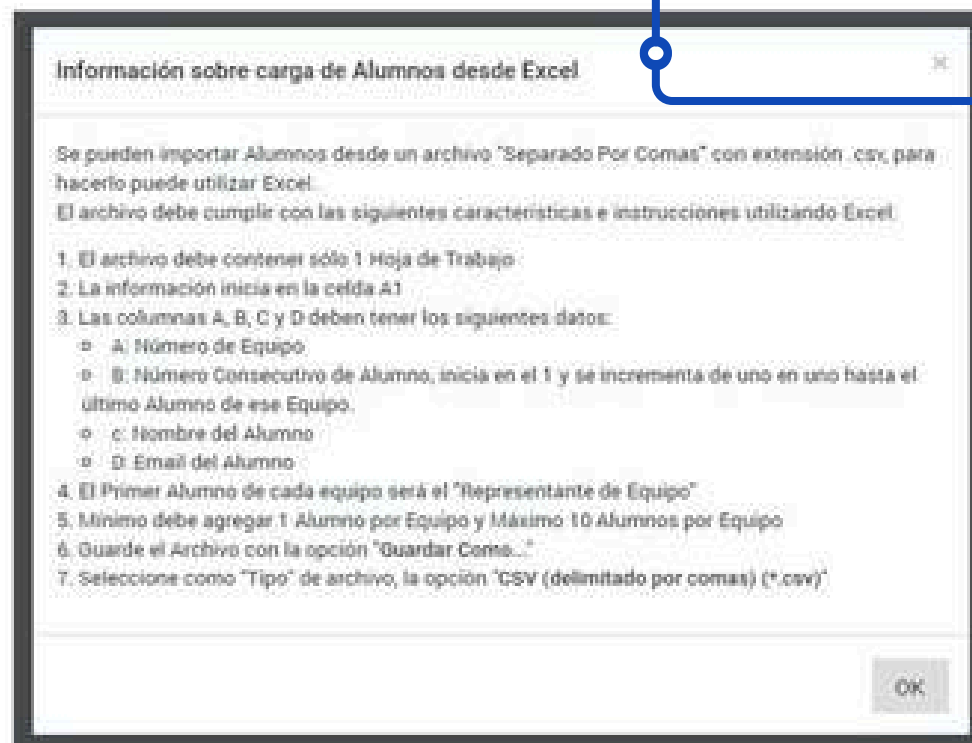 Información sobre carga de Alumnos desde Excel
×
Se pueden importar Alumnos desde un archivo "Separado Por Comas" con extensión .csv, para
hacerlo puede utilizar Excel.
El archivo debe cumplir con las siguientes características e instrucciones utilizando Excel:
1. El archivo debe contener sólo 1 Hoja de Trabajo
2. La información inicia en la celda A1
3. Las columnas A, B, C y D deben tener los siguientes datos:
A: Número de Equipo
B: Número Consecutivo de Alumno, inicia en el 1 y se incrementa de uno en uno hasta el
último Alumno de ese Equipo.
c: Nombre del Alumno
D: Email del Alumno
4. El Primer Alumno de cada equipo será el "Representante de Equipo"
5. Mínimo debe agregar 1 Alumno por Equipo y Máximo 10 Alumnos por Equipo
6. Guarde el Archivo con la opción "Guardar Como..."
7. Seleccione como "Tipo" de archivo, la opción "CSV (delimitado por comas) (*.csv)"
OK